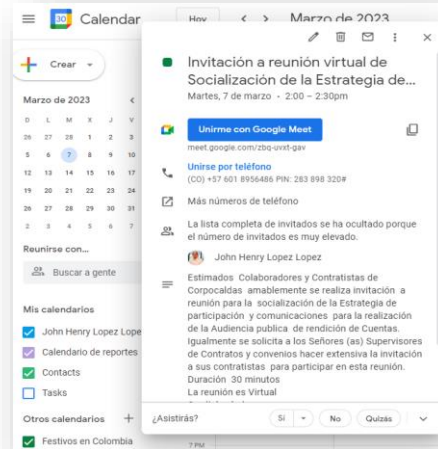 30 Calendar
Hoy
Marzo de 2023
Crear
Marzo de 2023
D L M X J V
26 27 28 1 2 3
5 6 7 8 9 10
12 13 14 15 16 17
19 20 21 22 23 24
26 27 28 29 30 31
2 3 4 5 6 7
Reunirse con...
Buscar a gente
Mis calendarios
John Henry Lopez Lope
Calendario de reportes
Contacts
Tasks
Otros calendarios
Festivos en Colombia
7 PM
Invitación a reunión virtual de
Socialización de la Estrategia de...
Martes, 7 de marzo · 2:00 – 2:30pm
Unirme con Google Meet
meet.google.com/zbq-uvxt-gav
Unirse por teléfono
(CO) +57 601 8956486 PIN: 283 898 320#
Más números de teléfono
La lista completa de invitados se ha ocultado porque
el número de invitados es muy elevado.
John Henry Lopez Lopez
Estimados Colaboradores y Contratistas de
Corpocaldas amablemente se realiza invitación a
reunión para la socialización de la Estrategia de
participación y comunicaciones para la realización
de la Audiencia publica de rendición de Cuentas.
Igualmente se solicita a los Señores (as) Supervisores
de Contratos y convenios hacer extensiva la invitación
a sus contratistas para participar en esta reunión.
Duración 30 minutos
La reunión es Virtual
¿Asistirás?
Sí
No
Quizás